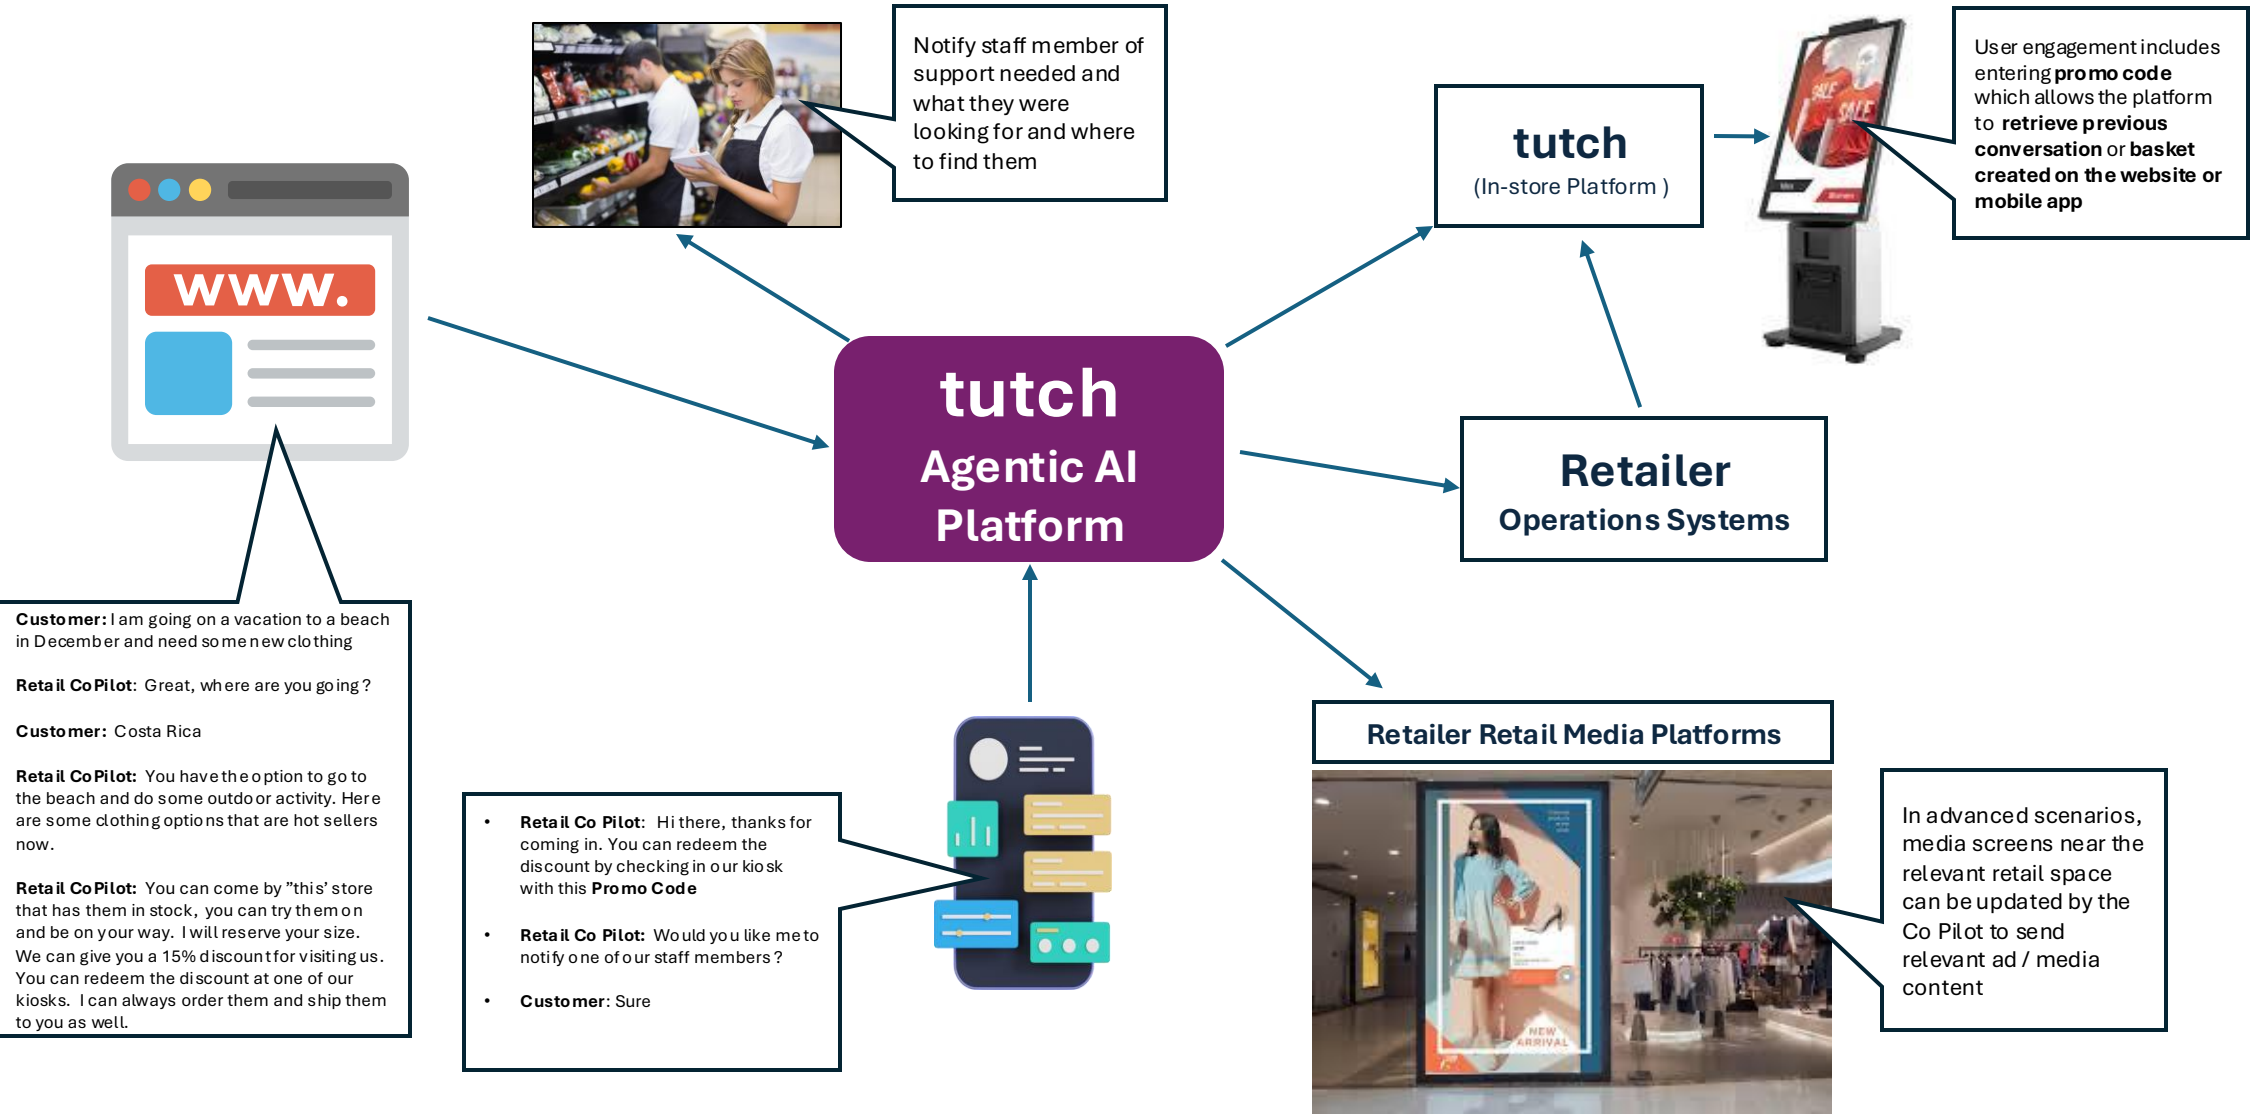 Notify staff member of
support needed and
what they were
looking for and where
to find them
tutch
(In-store Platform )
SALE
SALE
User engagement includes
entering promo code
which allows the platform
to retrieve previous
conversation or basket
created on the website or
mobile app
www.
tutch
Agentic AI
Platform
Retailer
Operations Systems
Customer: I am going on a vacation to a beach
in December and need some new clothing
Retail CoPilot: Great, where are you going ?
Customer: Costa Rica
Retail CoPilot: You have the option to go to
the beach and do some outdoor activity. Here
are some clothing options that are hot sellers
now.
Retail CoPilot: You can come by ”this’ store
that has them in stock, you can try them on
and be on your way. I will reserve your size.
We can give you a 15% discount for visiting us.
You can redeem the discount at one of our
kiosks. I can always order them and ship them
to you as well.
• Retail Co Pilot: Hi there, thanks for
coming in. You can redeem the
discount by checking in our kiosk
with this Promo Code
• Retail Co Pilot: Would you like me to
notify one of our staff members ?
• Customer: Sure
Retailer Retail Media Platforms
NEW
ARRIVAL
In advanced scenarios,
media screens near the
relevant retail space
can be updated by the
Co Pilot to send
relevant ad / media
content